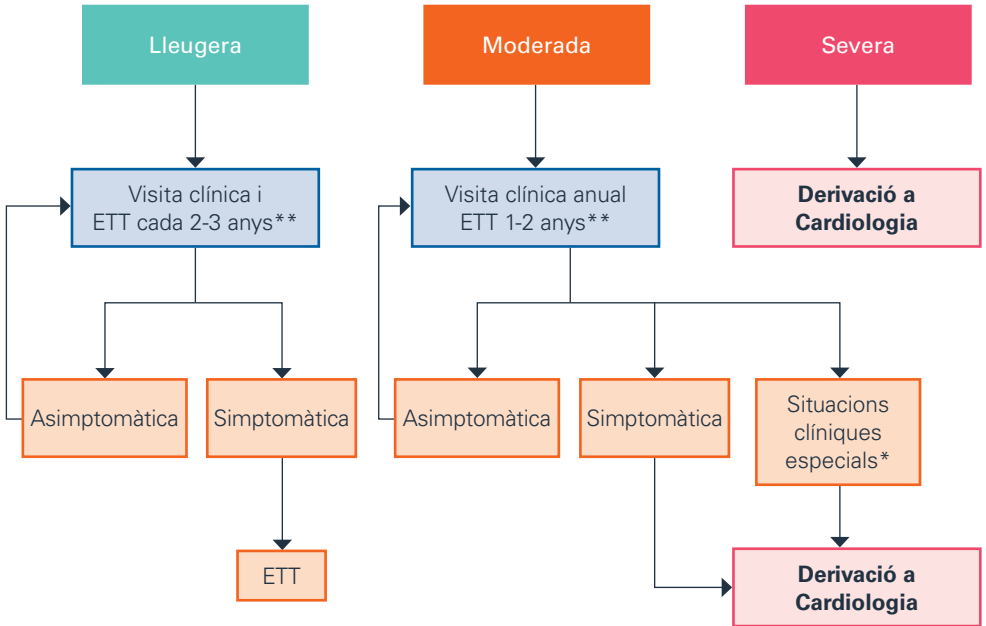 Lleugera
Moderada
Severa
Visita clínica i
ETT cada 2-3 anys**
Visita clínica anual
ETT 1-2 anys**
Derivació a
Cardiologia
Asimptomàtica
Simptomàtica
Asimptomàtica
Simptomàtica
Situacions
clíniques
especials*
ETT
Derivació a
Cardiologia